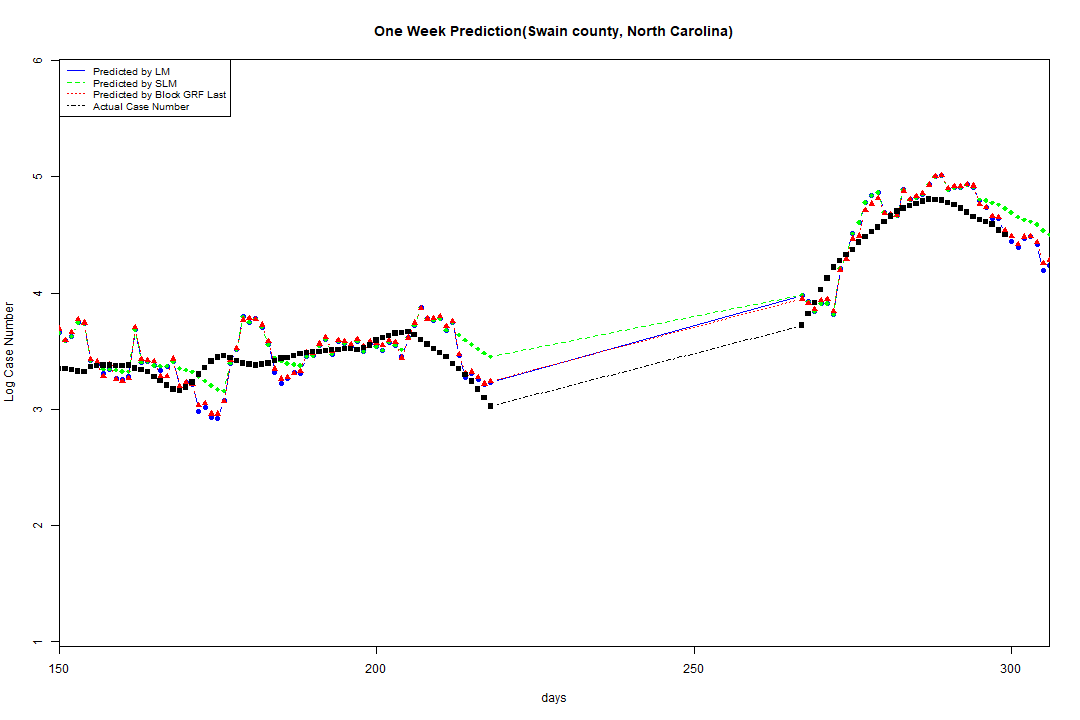 One Week Prediction(Swain county, North Carolina)
Predicted by LM
Predicted by SLM
Predicted by Block GRF Last
Actual Case Number
6
5
4
3
2
1
Log Case Number
150 200 250 300
days